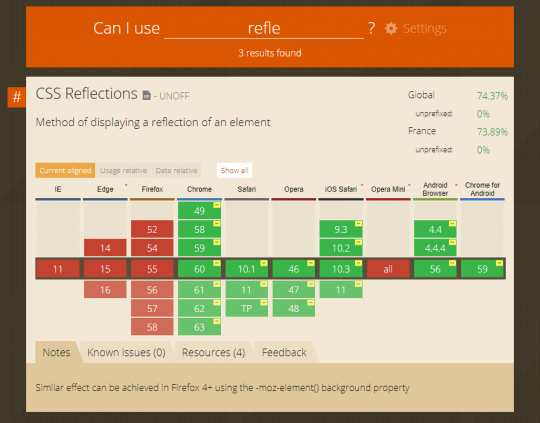 Can I use refle ? Settings
3 results found
#
CSS Reflections - UNOFF
Method of displaying a reflection of an element
Global 74.37%
unprefixed: 0%
France 73.89%
unprefixed: 0%
Current aligned Usage relative Date relative Show all
IE Edge * Firefox Chrome Safari Opera iOS Safari * Opera Mini * Android Browser * Chrome for Android
49
52 58 9.3 4.4
14 54 59 10.2 4.4.4
11 15 55 60 10.1 46 10.3 all 56 59
16 56 61 11 47 11
57 62 TP 48
58 63
Notes Known issues (0) Resources (4) Feedback
Similar effect can be achieved in Firefox 4+ using the -moz-element() background property